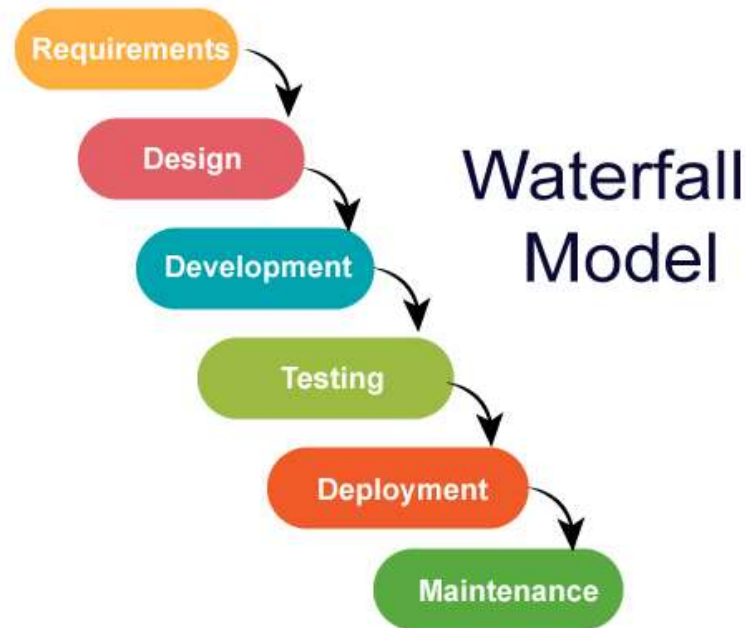 Requirements
Design
Waterfall
Model
Development
Testing
Deployment
Maintenance